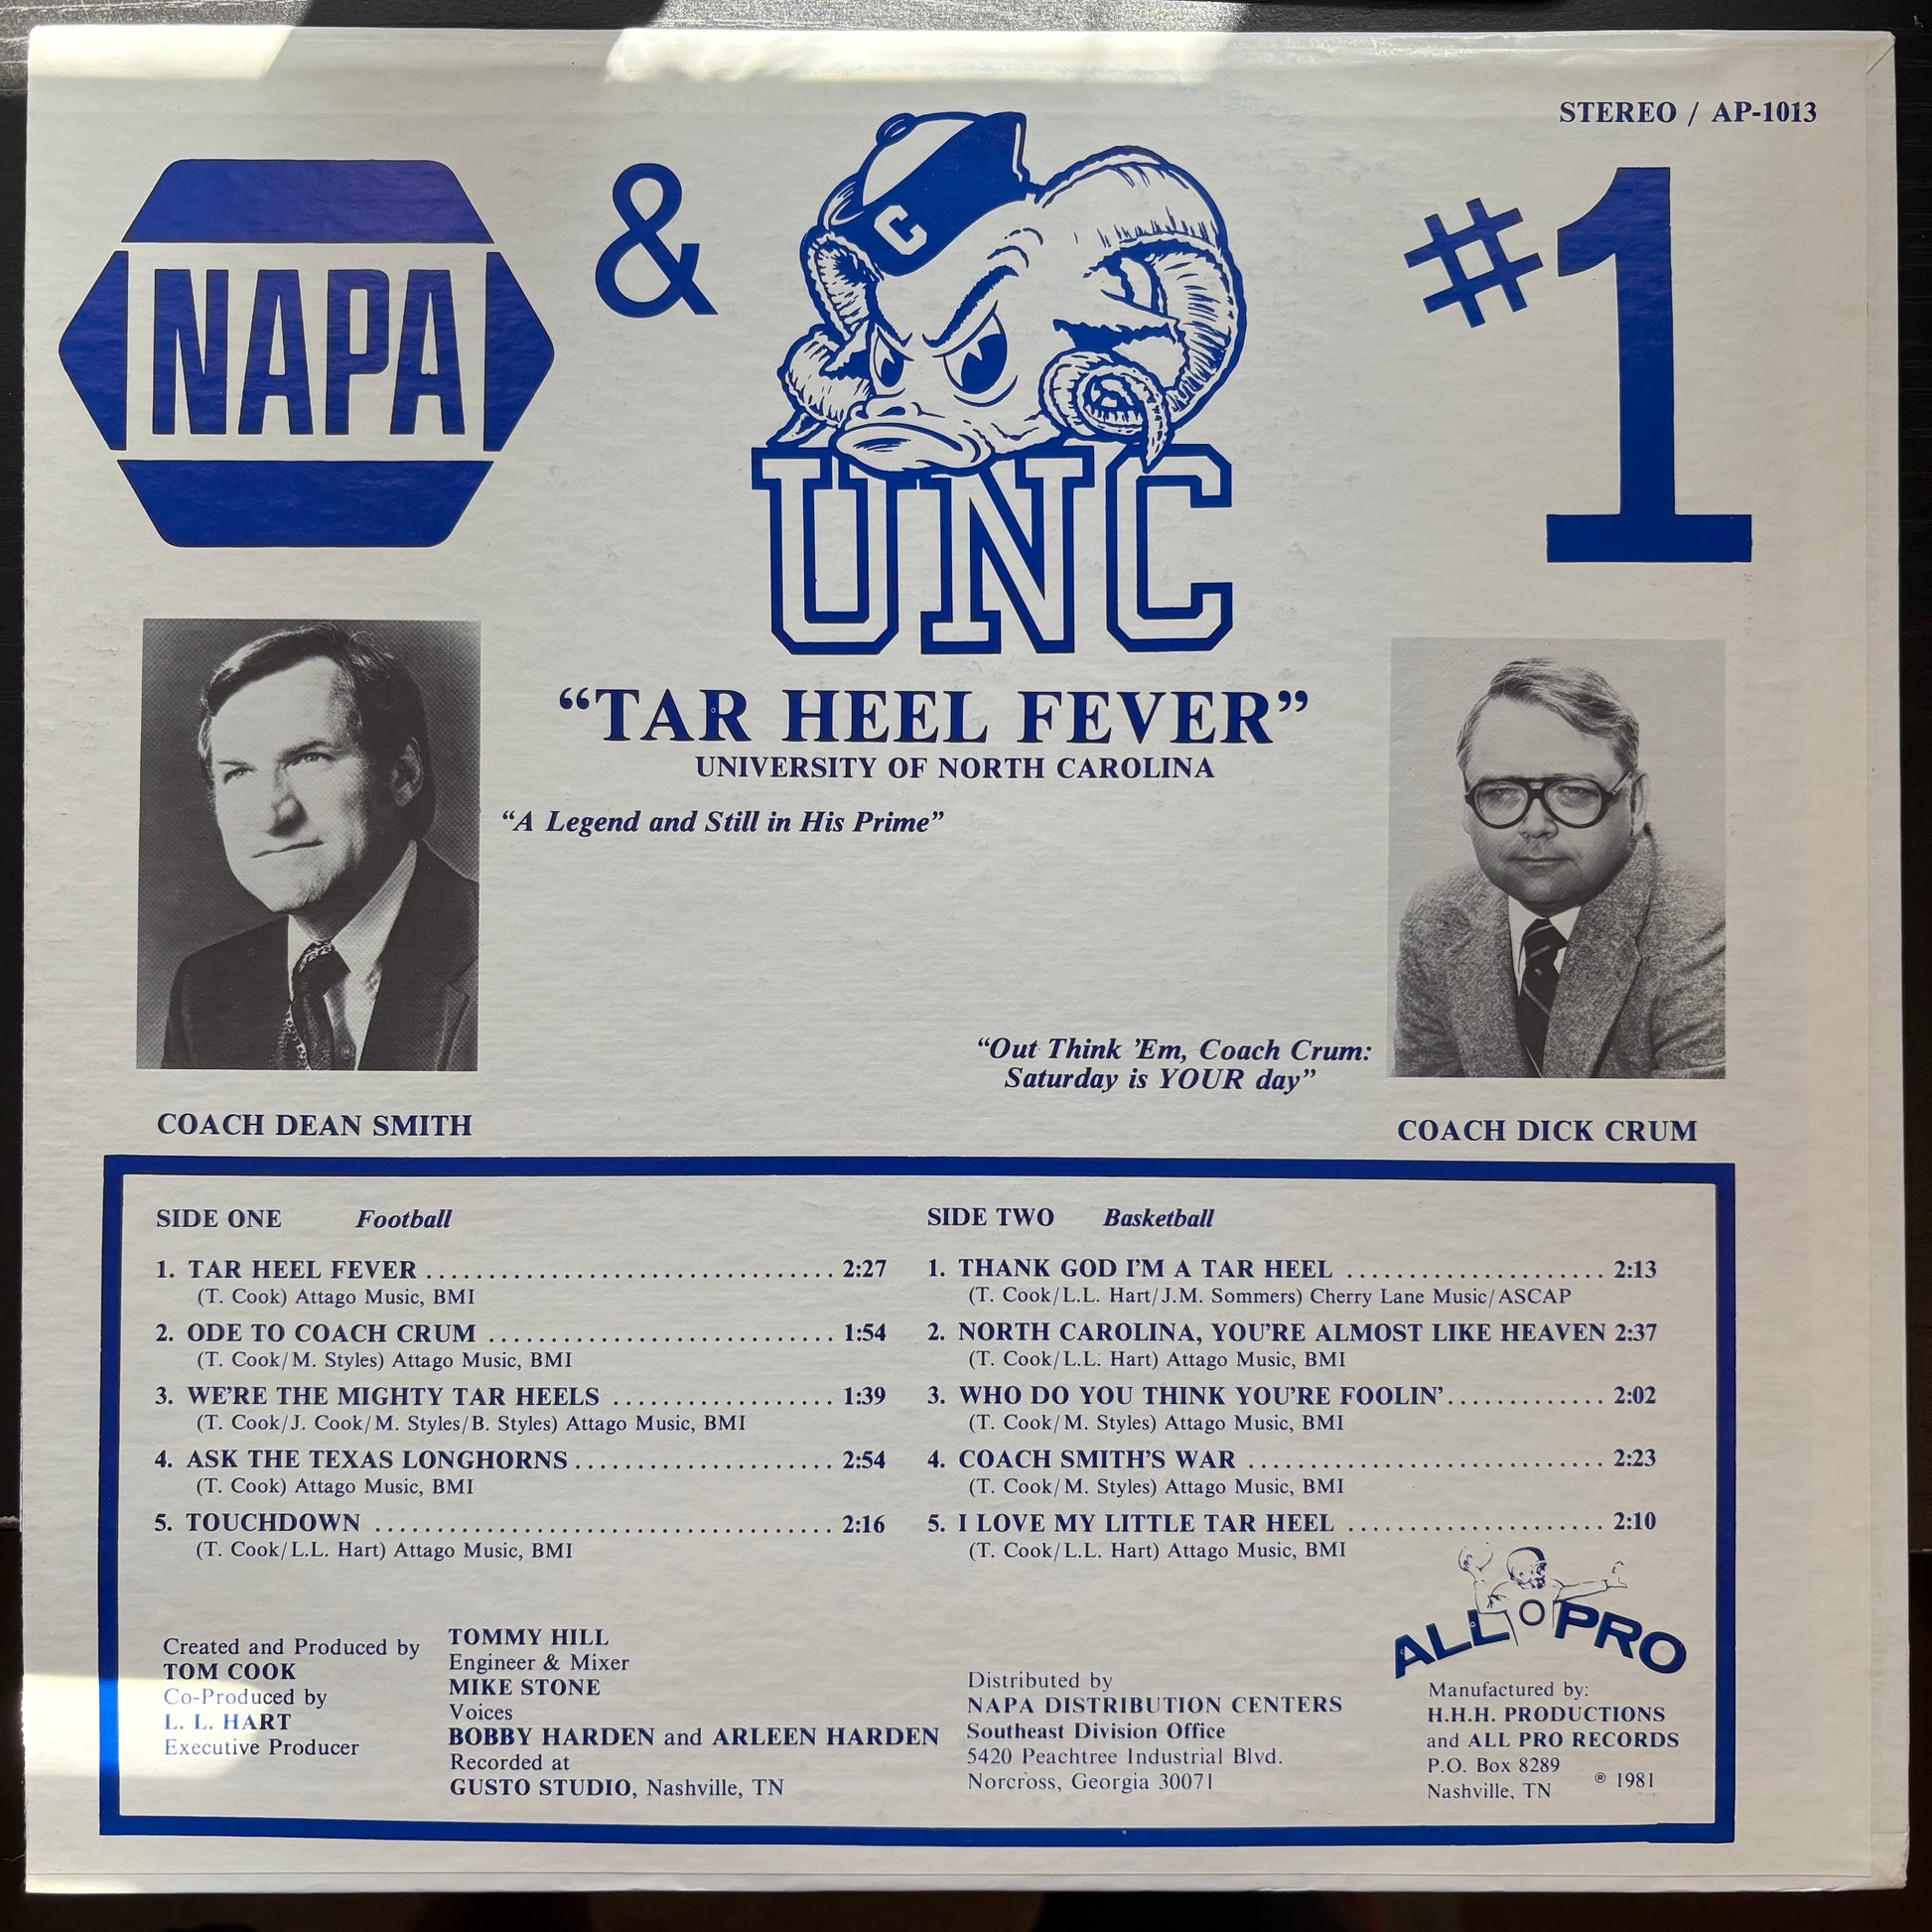 STEREO / AP-1013
NAPA
&
C
UNC
#1
“TAR HEEL FEVER”
UNIVERSITY OF NORTH CAROLINA
“A Legend and Still in His Prime”
“Out Think ’Em, Coach Crum:
Saturday is YOUR day”
COACH DEAN SMITH
COACH DICK CRUM
SIDE ONE Football
1. TAR HEEL FEVER 2:27
(T. Cook) Attago Music, BMI
2. ODE TO COACH CRUM 1:54
(T. Cook/M. Styles) Attago Music, BMI
3. WE’RE THE MIGHTY TAR HEELS 1:39
(T. Cook/J. Cook/M. Styles/B. Styles) Attago Music, BMI
4. ASK THE TEXAS LONGHORNS 2:54
(T. Cook) Attago Music, BMI
5. TOUCHDOWN 2:16
(T. Cook/L.L. Hart) Attago Music, BMI
SIDE TWO Basketball
1. THANK GOD I’M A TAR HEEL 2:13
(T. Cook/L.L. Hart/J.M. Sommers) Cherry Lane Music/ASCAP
2. NORTH CAROLINA, YOU’RE ALMOST LIKE HEAVEN 2:37
(T. Cook/L.L. Hart) Attago Music, BMI
3. WHO DO YOU THINK YOU’RE FOOLIN’ 2:02
(T. Cook/M. Styles) Attago Music, BMI
4. COACH SMITH’S WAR 2:23
(T. Cook/M. Styles) Attago Music, BMI
5. I LOVE MY LITTLE TAR HEEL 2:10
(T. Cook/L.L. Hart) Attago Music, BMI
Created and Produced by
TOM COOK
Co-Produced by
L. L. HART
Executive Producer
TOMMY HILL
Engineer & Mixer
MIKE STONE
Voices
BOBBY HARDEN and ARLEEN HARDEN
Recorded at
GUSTO STUDIO, Nashville, TN
Distributed by
NAPA DISTRIBUTION CENTERS
Southeast Division Office
5420 Peachtree Industrial Blvd.
Norcross, Georgia 30071
ALL PRO
Manufactured by:
H.H.H. PRODUCTIONS
and ALL PRO RECORDS
P.O. Box 8289
Nashville, TN ® 1981